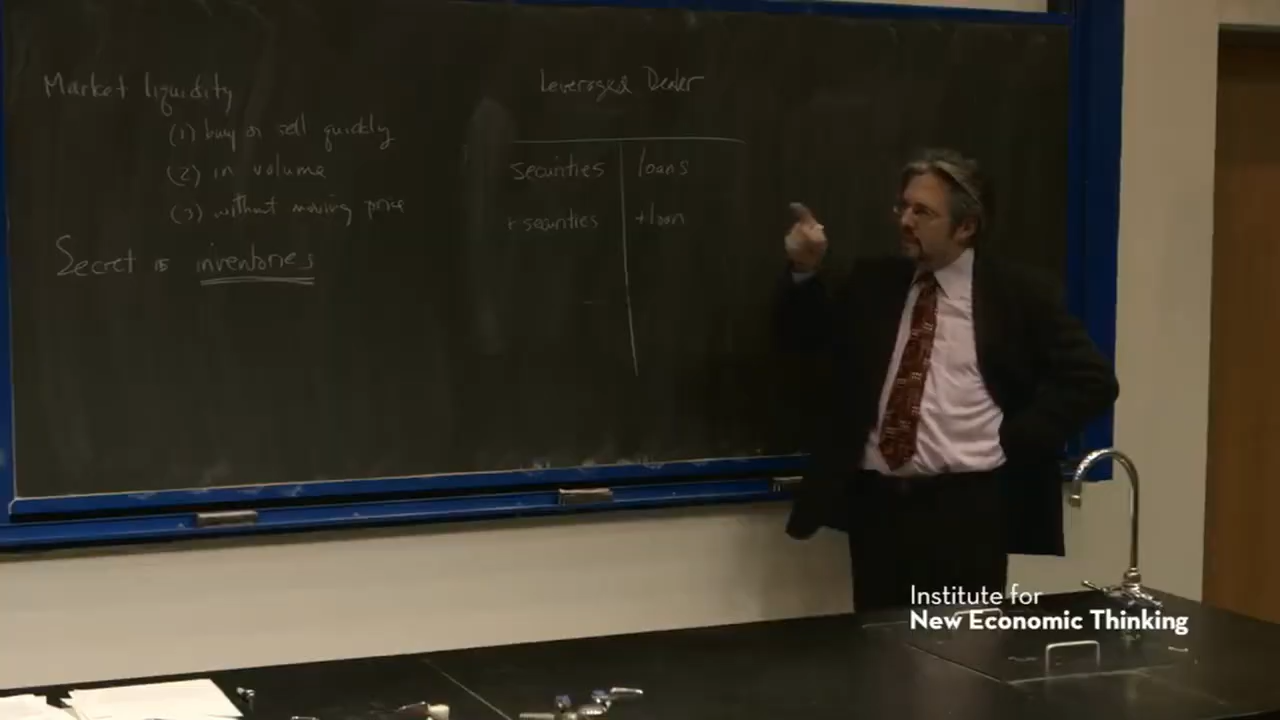 Market liquidity
(1) buy or sell quickly
(2) in volume
(3) without moving price
Secret is inventories
Leveraged Dealer
securities loans
+ securities + loan
Institute for
New Economic Thinking